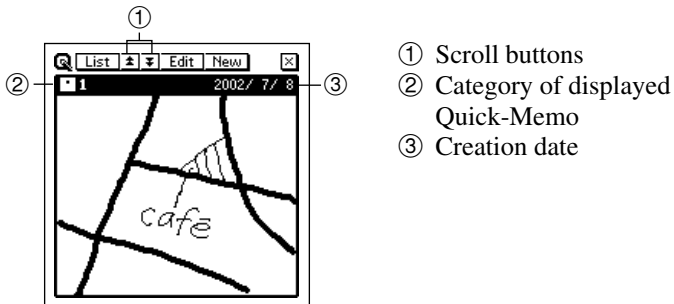 ①
List Edit New
② 1 2002/ 7/ 8 ③
cafē
① Scroll buttons
② Category of displayed
Quick-Memo
③ Creation date